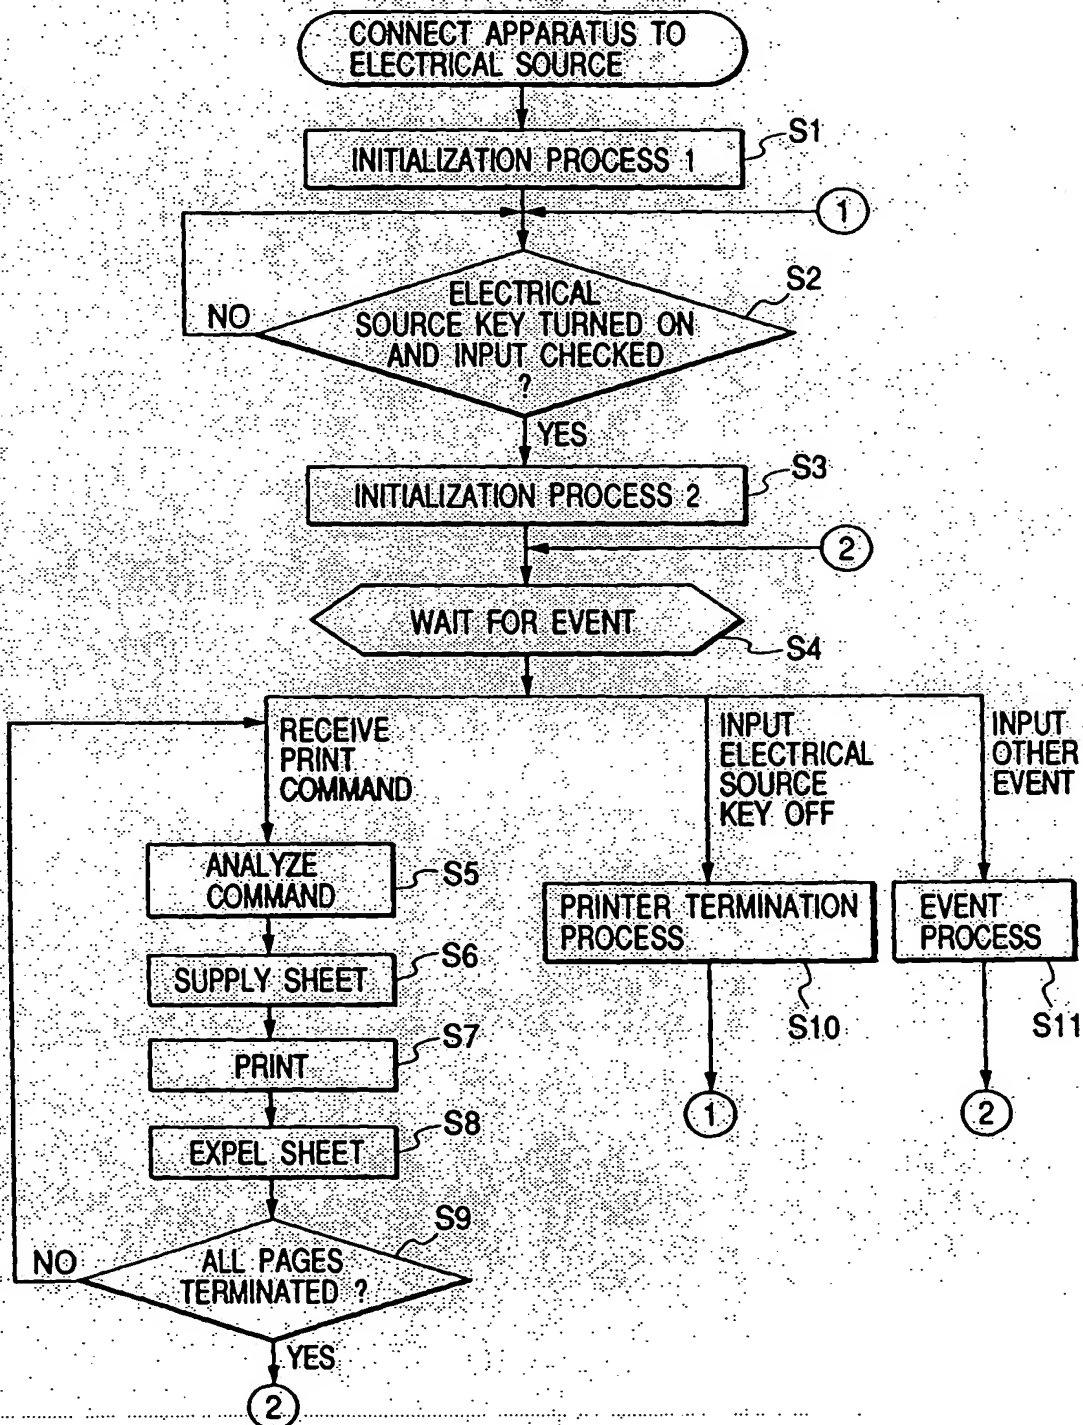 CONNECT APPARATUS TO
ELECTRICAL SOURCE
S1
INITIALIZATION PROCESS 1
1
S2
ELECTRICAL
SOURCE KEY TURNED ON
AND INPUT CHECKED
?
NO
YES
S3
INITIALIZATION PROCESS 2
2
WAIT FOR EVENT
S4
RECEIVE
PRINT
COMMAND
INPUT
ELECTRICAL
SOURCE
KEY OFF
INPUT
OTHER
EVENT
ANALYZE
COMMAND
S5
PRINTER TERMINATION
PROCESS
S10
EVENT
PROCESS
S11
SUPPLY SHEET
S6
PRINT
S7
1
2
EXPEL SHEET
S8
S9
ALL PAGES
TERMINATED ?
NO
YES
2